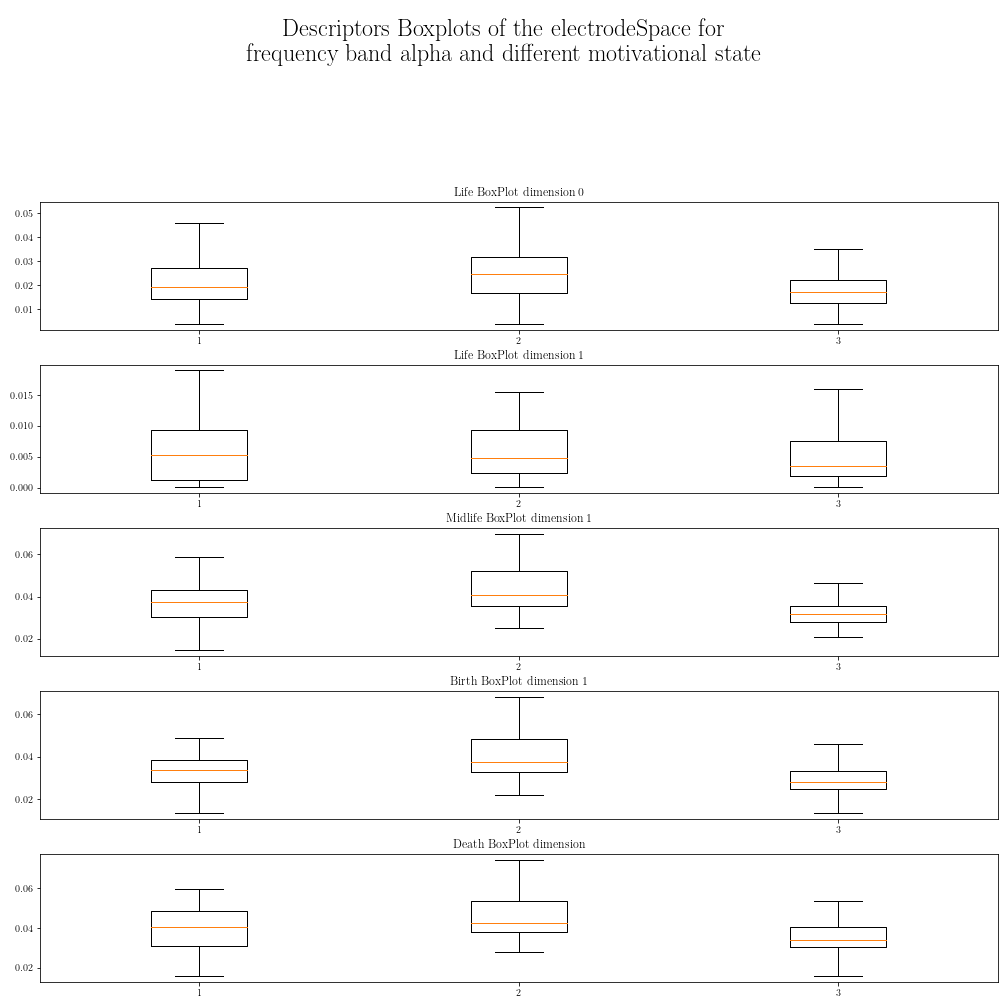 Descriptors Boxplots of the electrodeSpace for
frequency band alpha and different motivational state
Life BoxPlot dimension 0
0.05
0.04
0.03
0.02
0.01
1 2 3
Life BoxPlot dimension 1
0.015
0.010
0.005
0.000
1 2 3
Midlife BoxPlot dimension 1
0.06
0.04
0.02
1 2 3
Birth BoxPlot dimension 1
0.06
0.04
0.02
1 2 3
Death BoxPlot dimension
0.06
0.04
0.02
1 2 3